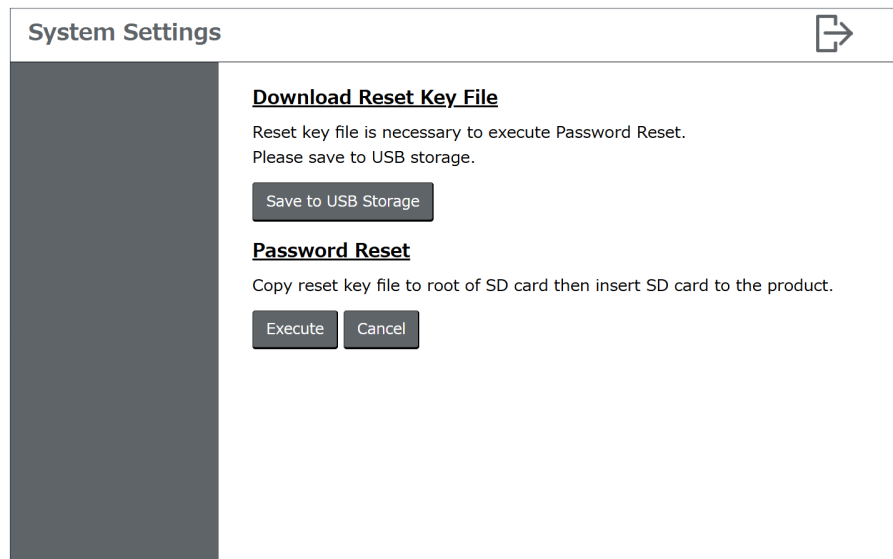 System Settings
Download Reset Key File
Reset key file is necessary to execute Password Reset.
Please save to USB storage.
Save to USB Storage
Password Reset
Copy reset key file to root of SD card then insert SD card to the product.
Execute Cancel